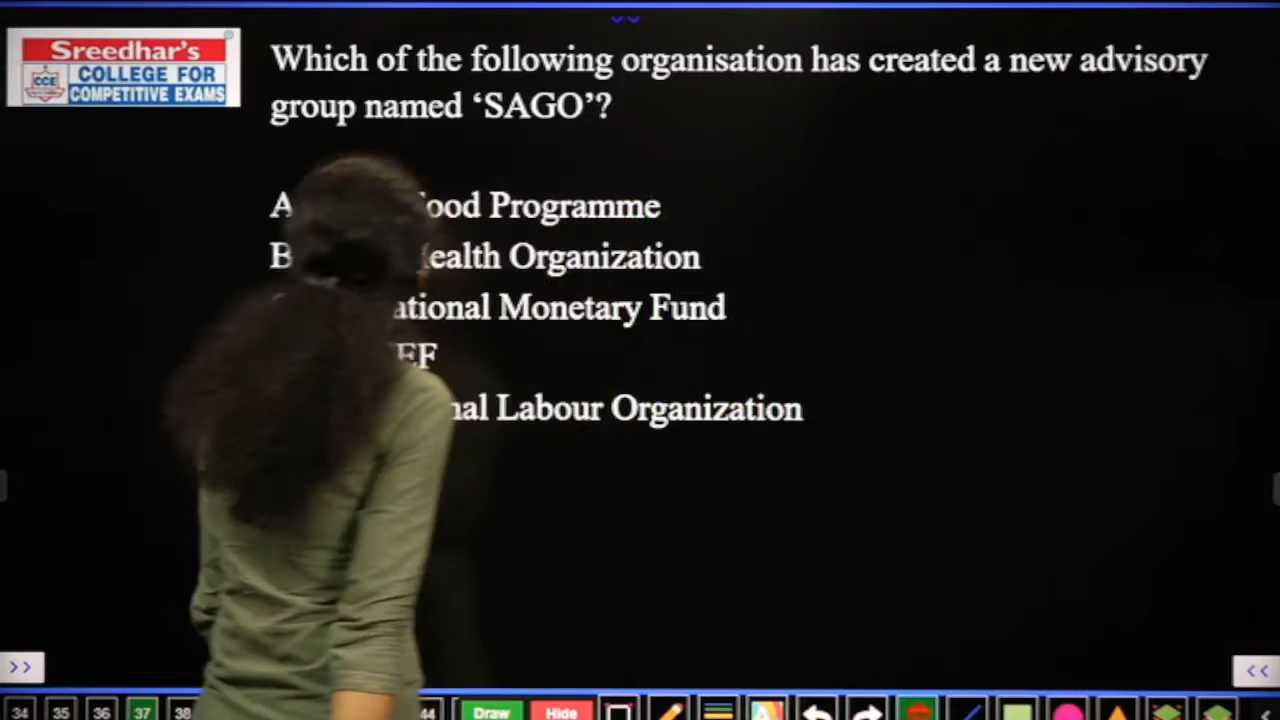 Sreedhar's
CCE
COLLEGE FOR
COMPETITIVE EXAMS
Which of the following organisation has created a new advisory
group named ‘SAGO’?
A ood Programme
B ealth Organization
ational Monetary Fund
EF
nal Labour Organization
>>
<<
34 35 36 37 38 44 Draw Hide